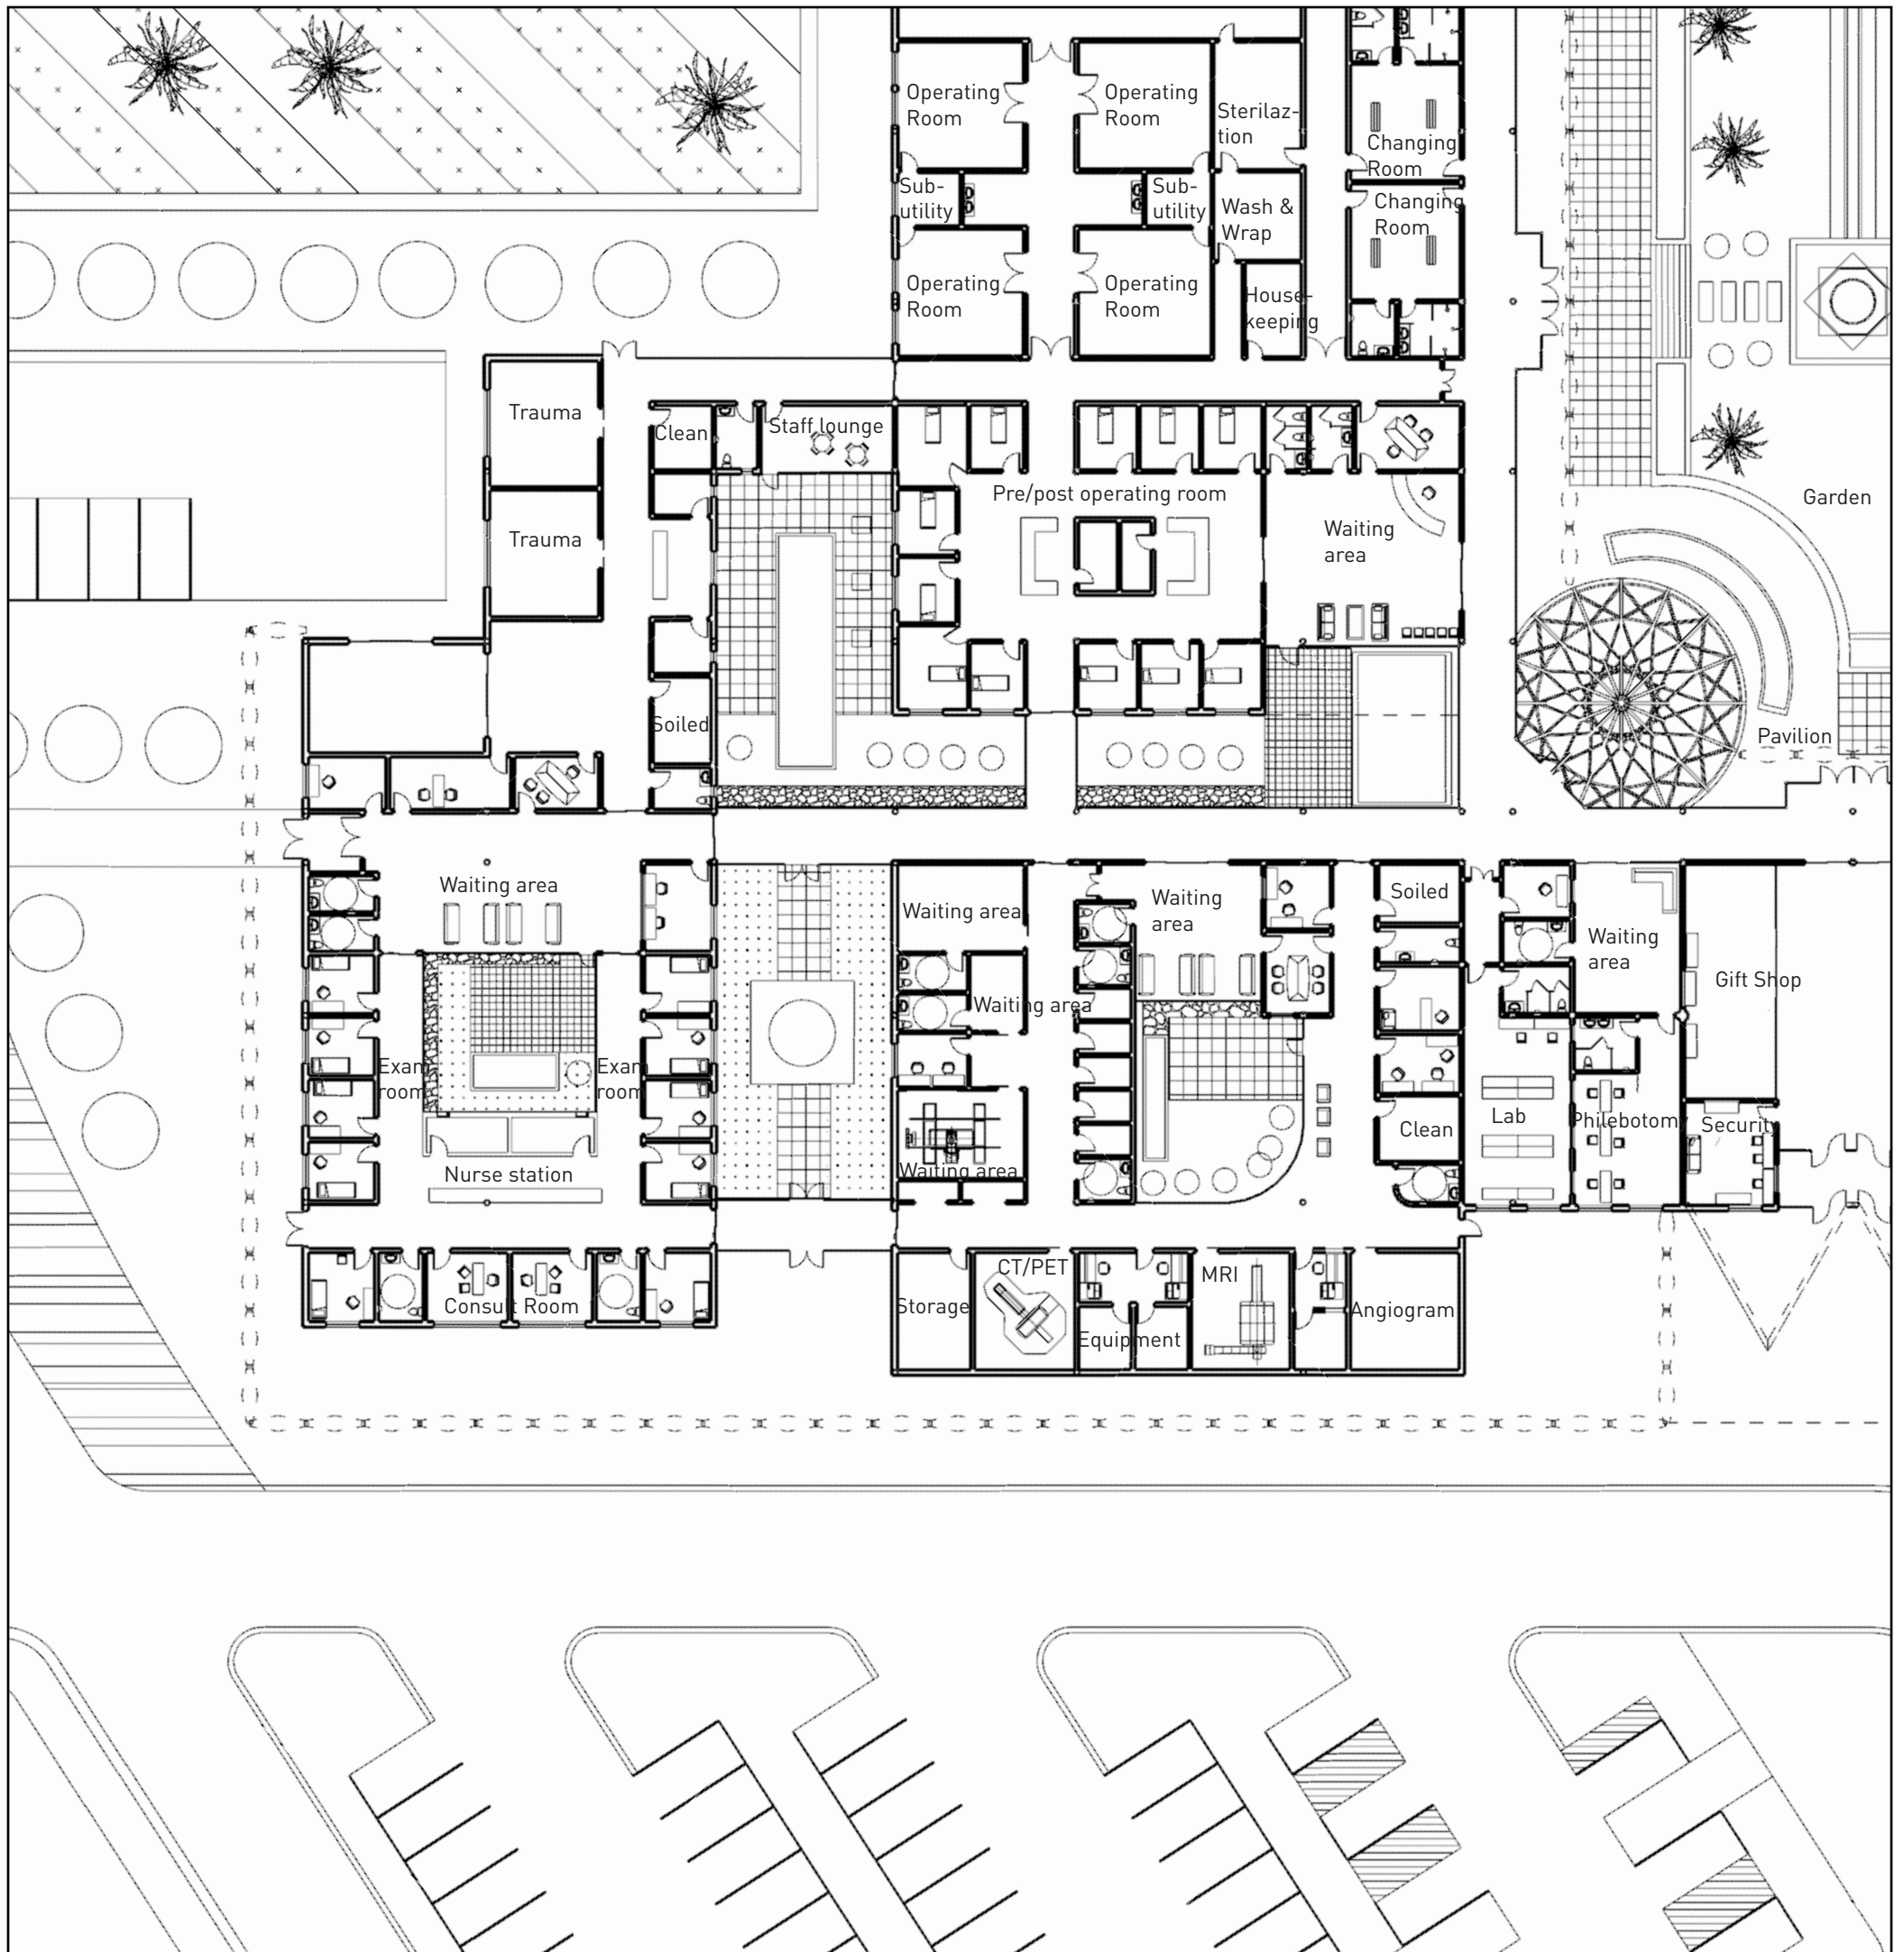 Operating
Room
Operating
Room
Sterilaz-
tion
Changing
Room
Sub-
utility
Sub-
utility
Wash &
Wrap
Changing
Room
Operating
Room
Operating
Room
House-
keeping
Trauma
Clean
Staff lounge
Trauma
Pre/post operating room
Waiting
area
Garden
Soiled
Pavilion
Waiting area
Waiting area
Waiting
area
Soiled
Waiting
area
Gift Shop
Waiting area
Exam
room
Exam
room
Nurse station
Waiting area
Clean
Lab
Philebotomy
Security
Consult Room
Storage
CT/PET
Equipment
MRI
Angiogram